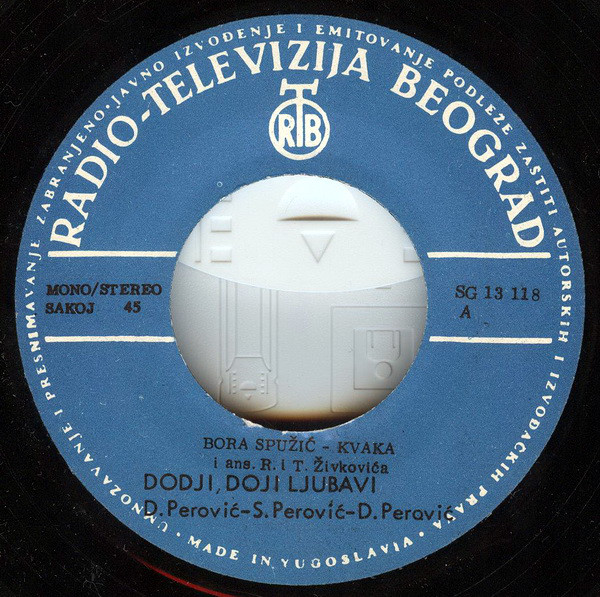 UMNOŽAVANJE I PRESNIMAVANJE ZABRANJENO · JAVNO IZVOĐENJE I EMITOVANJE PODLEŽE ZAŠTITI AUTORSKIH I IZVOĐAČKIH PRAVA
RADIO-TELEVIZIJA BEOGRAD
RTB
MONO/STEREO
SAKOJ 45
SG 13 118
A
BORA SPUŽIĆ - KVAKA
i ans. R. i T. Živkovića
DODJI, DOJI LJUBAVI
D. Perović-S. Perović-D. Perović
· MADE IN YUGOSLAVIA ·